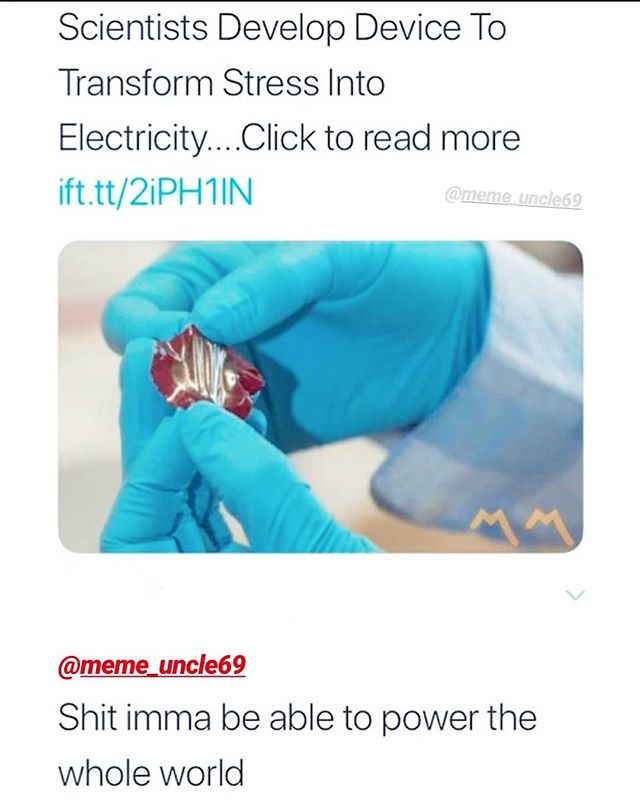 Scientists Develop Device To
Transform Stress Into
Electricity....Click to read more
ift.tt/2iPH1lN
@meme_uncle69
MM
@meme_uncle69
Shit imma be able to power the
whole world